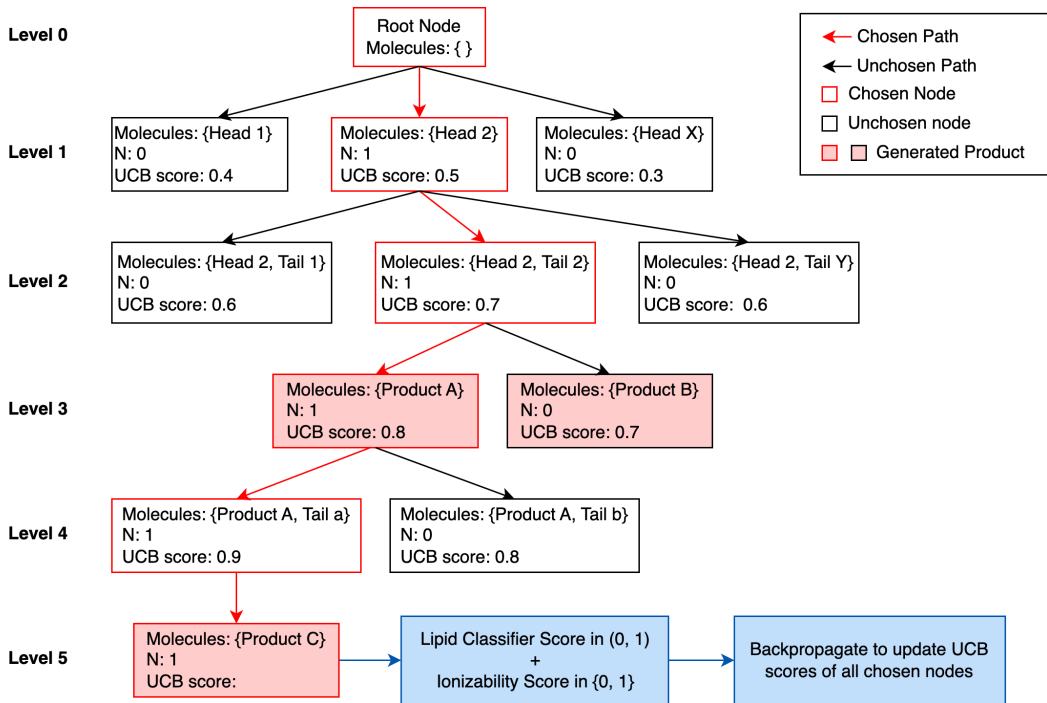 Level 0
Root Node
Molecules: { }
Chosen Path
Unchosen Path
Chosen Node
Unchosen node
Generated Product
Level 1
Molecules: {Head 1}
N: 0
UCB score: 0.4
Molecules: {Head 2}
N: 1
UCB score: 0.5
Molecules: {Head X}
N: 0
UCB score: 0.3
Level 2
Molecules: {Head 2, Tail 1}
N: 0
UCB score: 0.6
Molecules: {Head 2, Tail 2}
N: 1
UCB score: 0.7
Molecules: {Head 2, Tail Y}
N: 0
UCB score:  0.6
Level 3
Molecules: {Product A}
N: 1
UCB score: 0.8
Molecules: {Product B}
N: 0
UCB score: 0.7
Level 4
Molecules: {Product A, Tail a}
N: 1
UCB score: 0.9
Molecules: {Product A, Tail b}
N: 0
UCB score: 0.8
Level 5
Molecules: {Product C}
N: 1
UCB score:
Lipid Classifier Score in (0, 1)
+
Ionizability Score in {0, 1}
Backpropagate to update UCB
scores of all chosen nodes